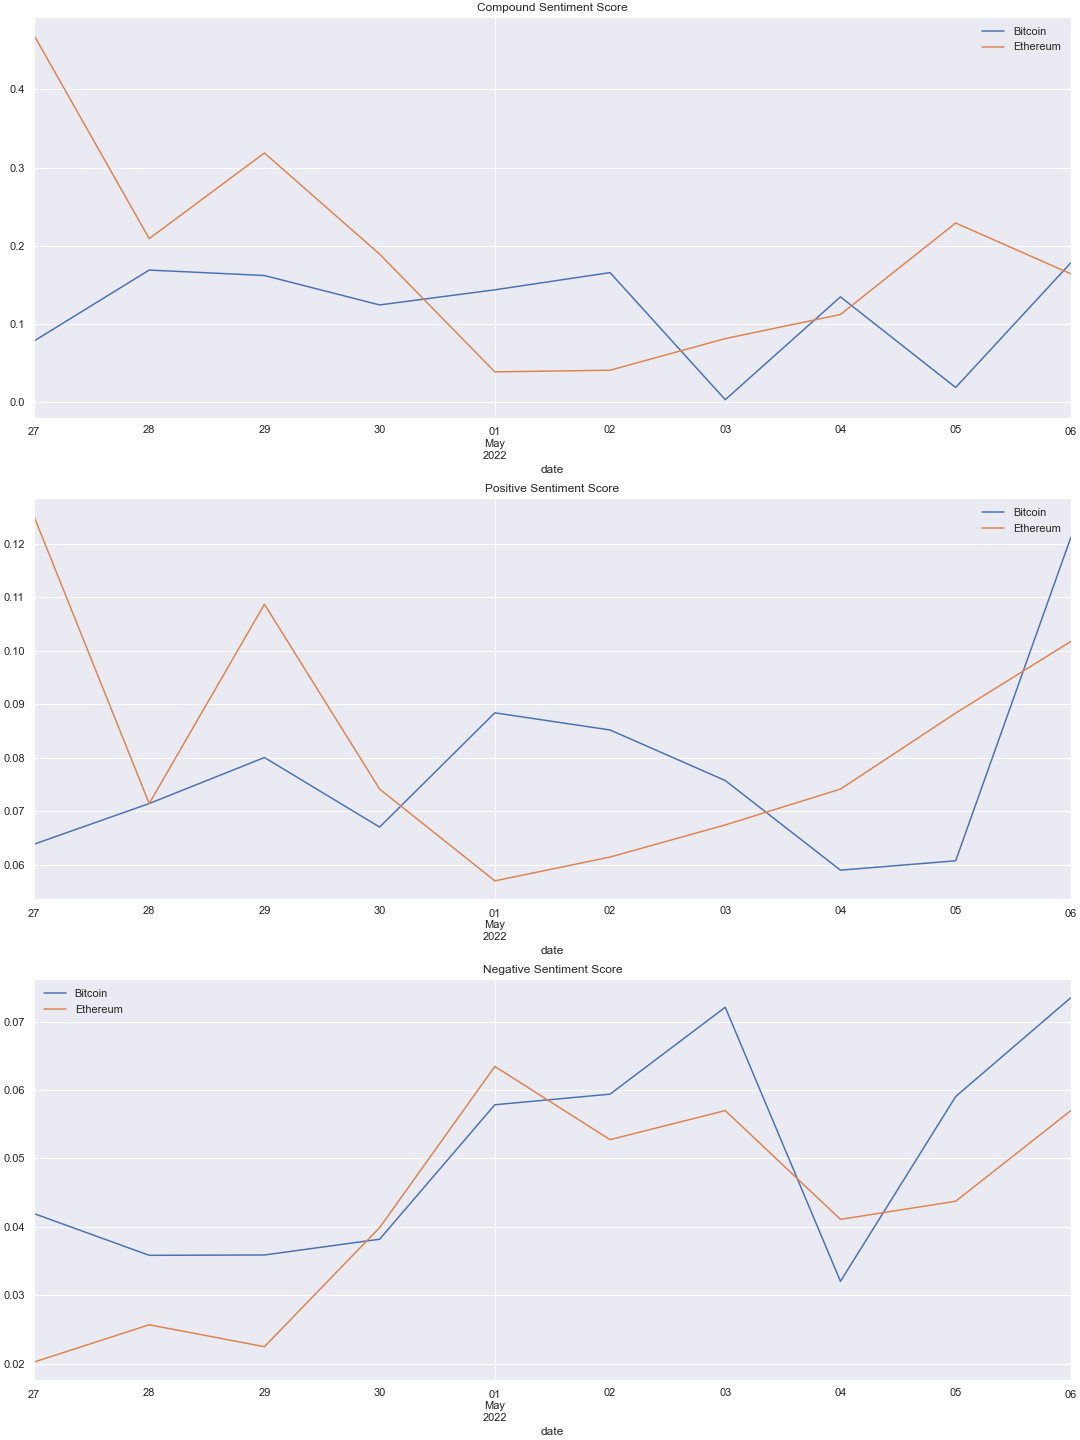 Compound Sentiment Score
Bitcoin
Ethereum
0.4
0.3
0.2
0.1
0.0
27 28 29 30 01 02 03 04 05 06
May
2022
date
Positive Sentiment Score
Bitcoin
Ethereum
0.12
0.11
0.10
0.09
0.08
0.07
0.06
27 28 29 30 01 02 03 04 05 06
May
2022
date
Negative Sentiment Score
Bitcoin
Ethereum
0.07
0.06
0.05
0.04
0.03
0.02
27 28 29 30 01 02 03 04 05 06
May
2022
date